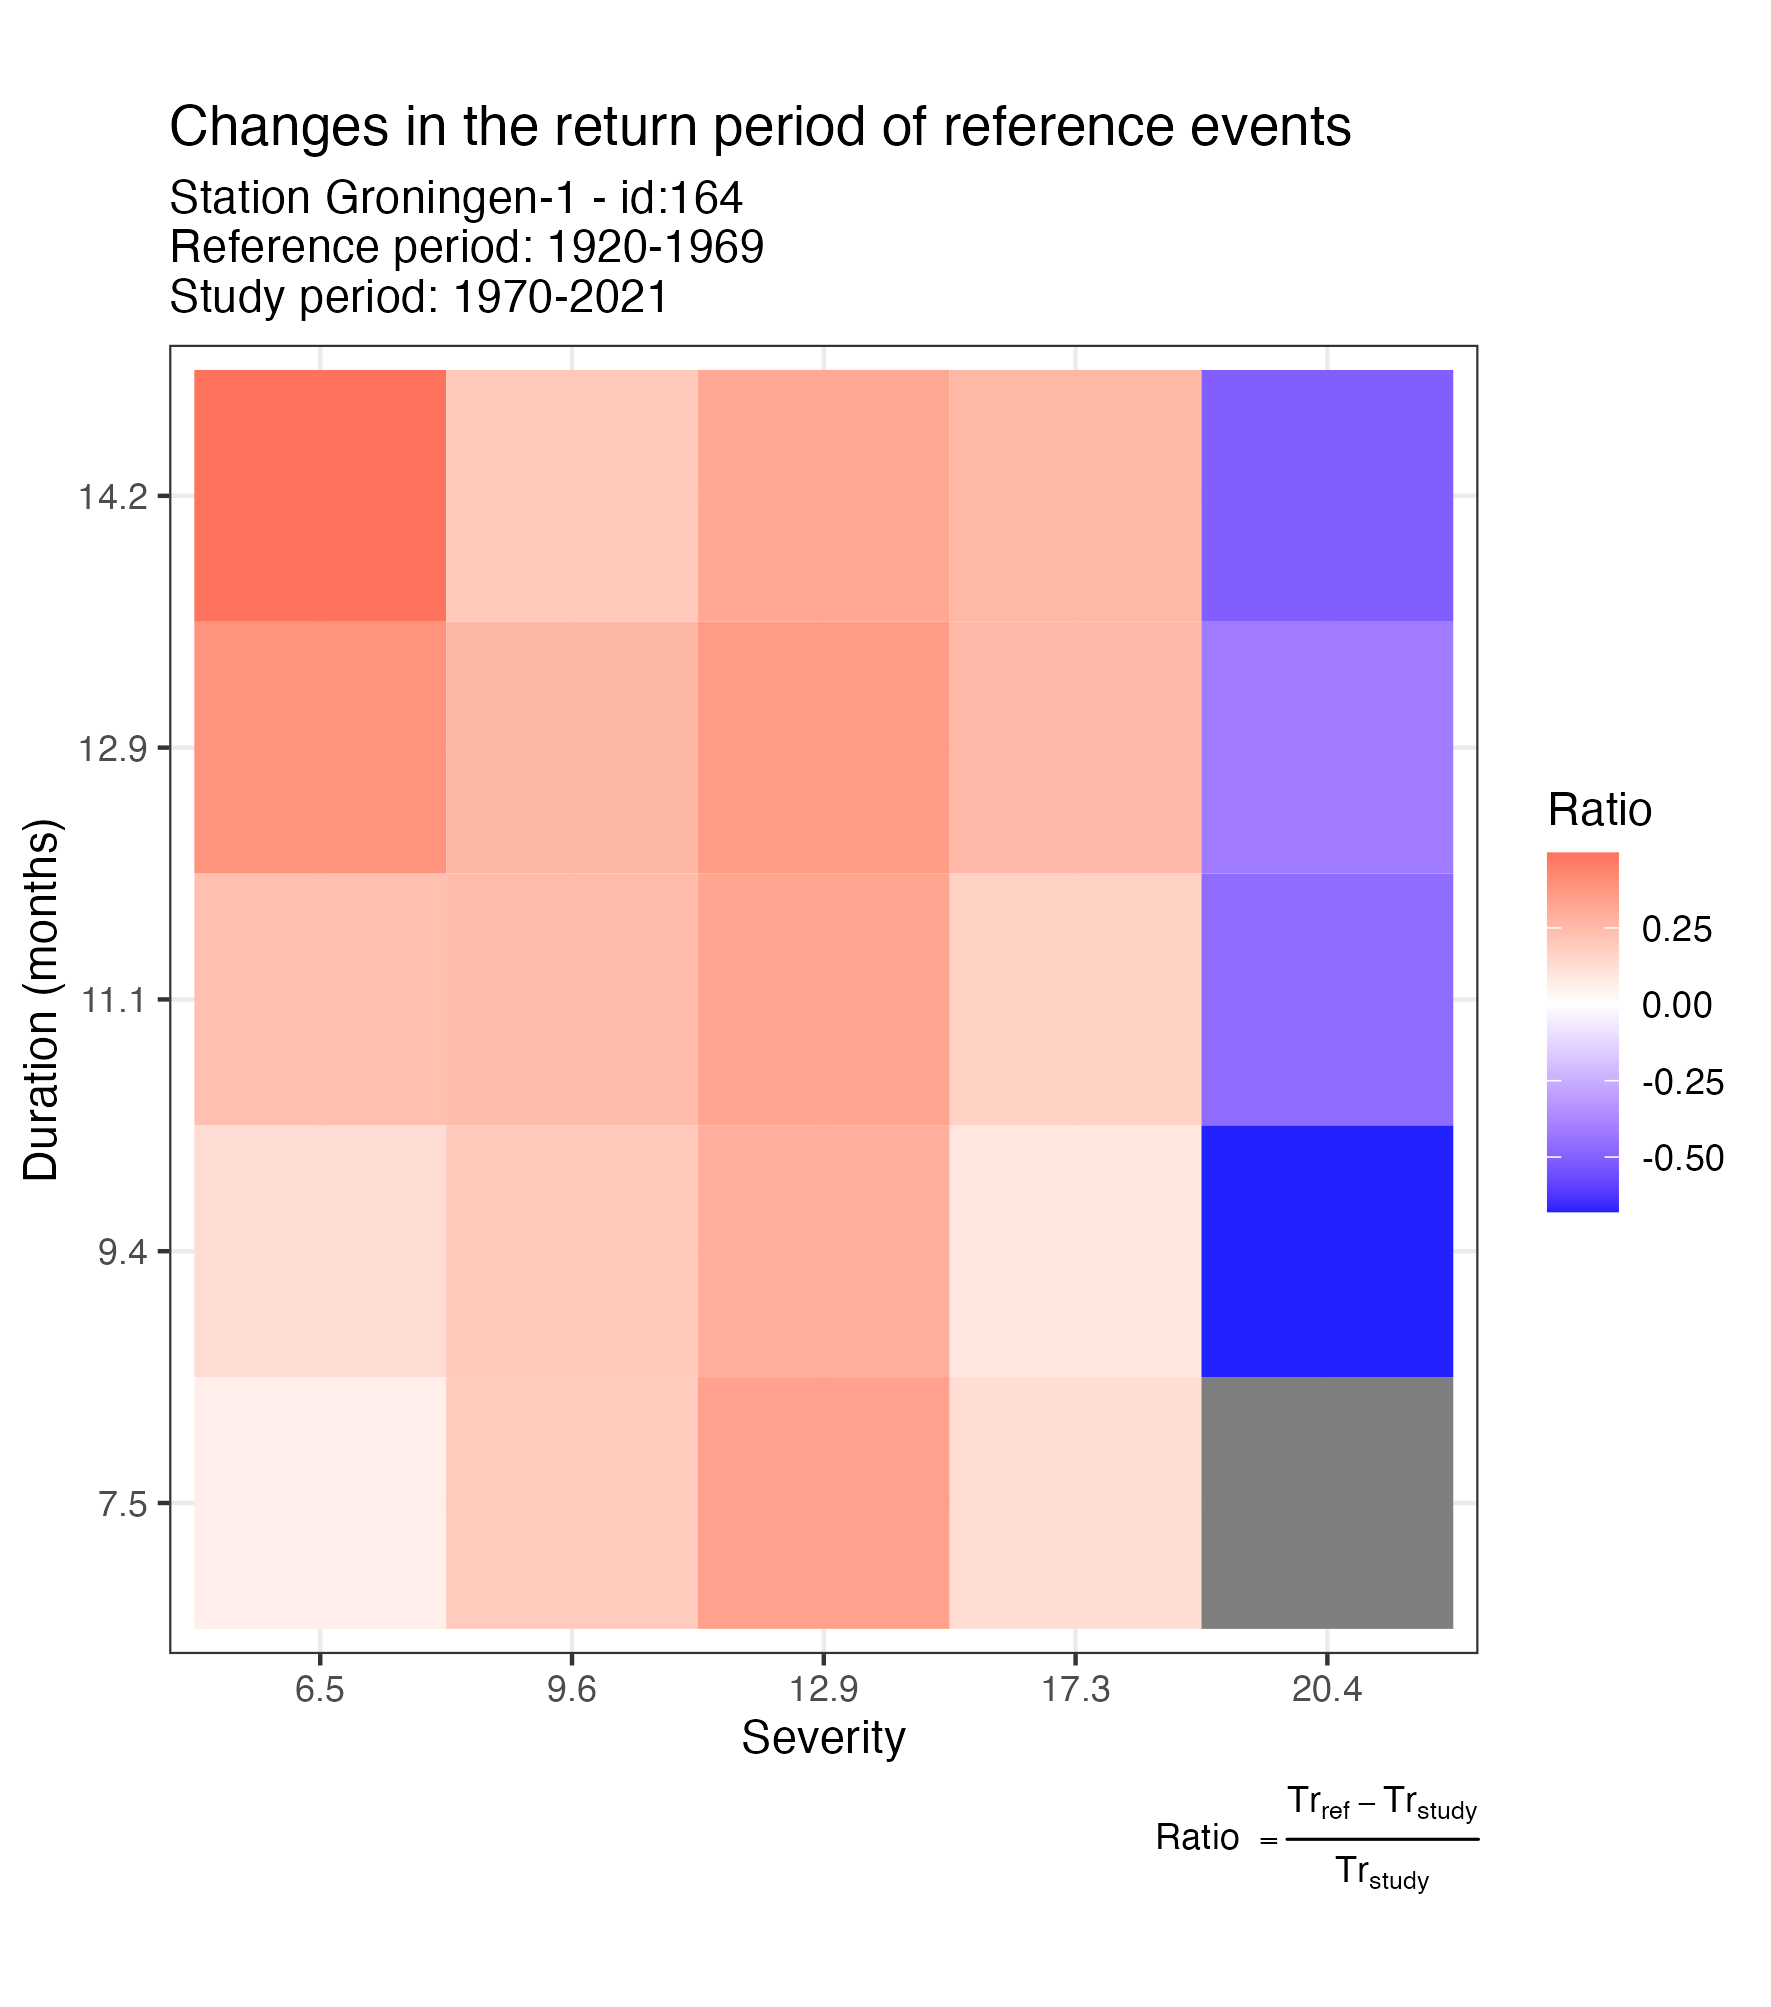 Changes in the return period of reference events
Station Groningen-1 - id:164
Reference period: 1920-1969
Study period: 1970-2021
14.2
12.9
11.1
9.4
7.5
Duration (months)
6.5 9.6 12.9 17.3 20.4
Severity
Ratio
0.25
0.00
-0.25
-0.50
Tr_ref – Tr_study
Ratio =
Tr_study